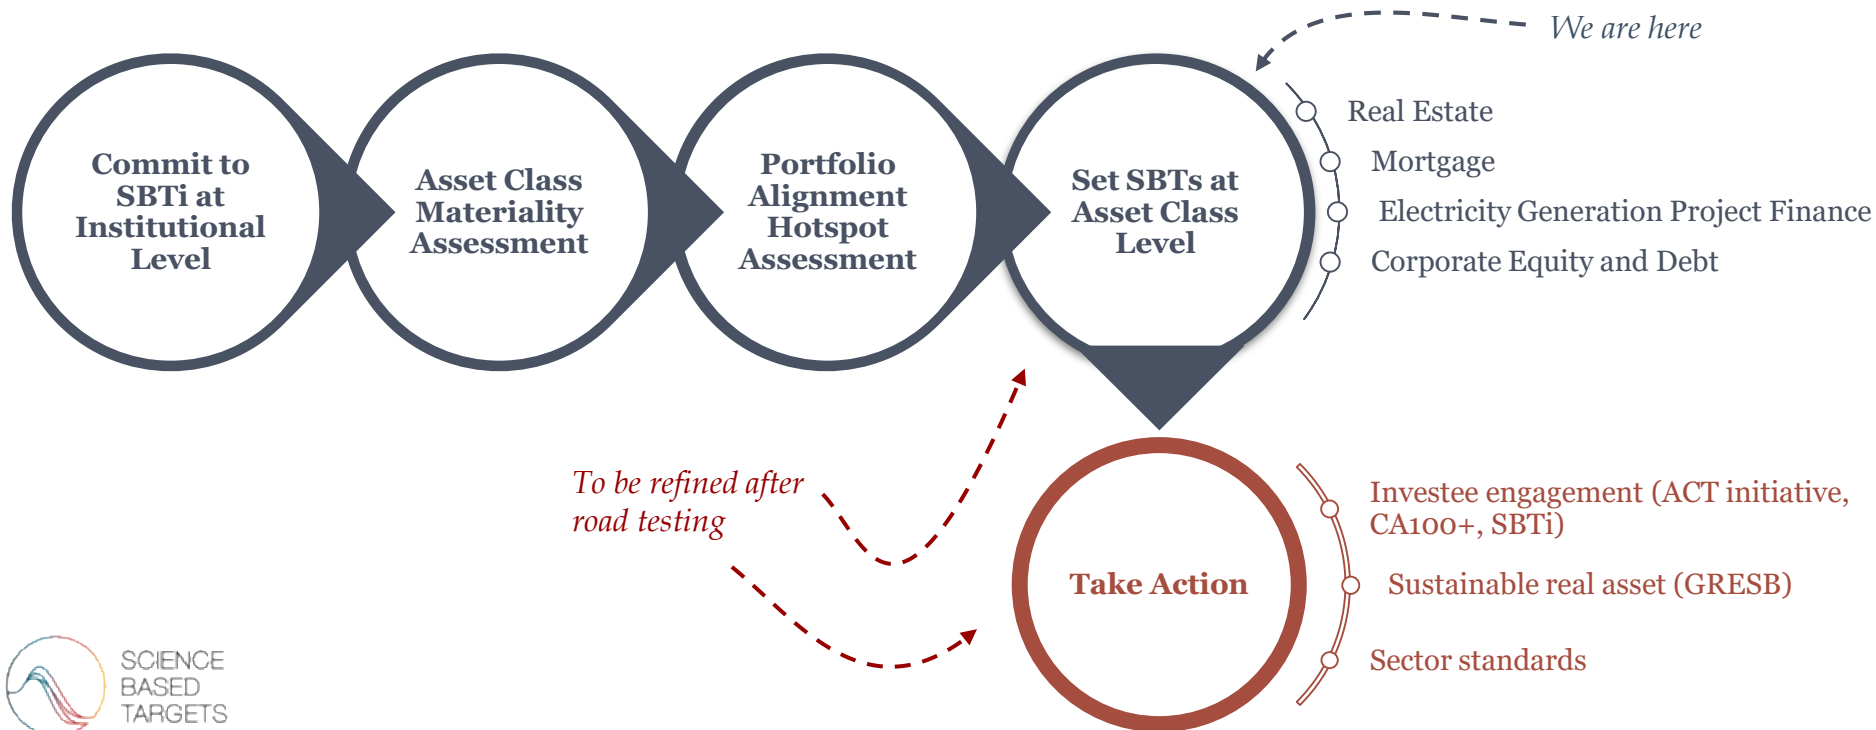 We are here
Commit to
SBTi at
Institutional
Level
Asset Class
Materiality
Assessment
Portfolio
Alignment
Hotspot
Assessment
Set SBTs at
Asset Class
Level
Real Estate
Mortgage
Electricity Generation Project Finance
Corporate Equity and Debt
To be refined after
road testing
Take Action
Investee engagement (ACT initiative,
CA100+, SBTi)
Sustainable real asset (GRESB)
Sector standards
SCIENCE
BASED
TARGETS